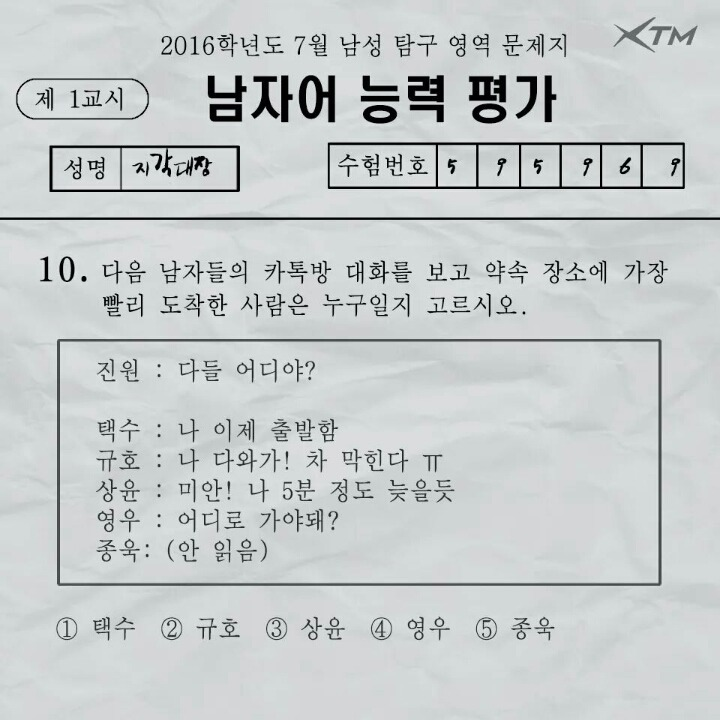 2016학년도 7월 남성 탐구 영역 문제지
XTM
제 1교시
남자어 능력 평가
성명 지각대장
수험번호 5 9 5 9 6 9
10. 다음 남자들의 카톡방 대화를 보고 약속 장소에 가장
빨리 도착한 사람은 누구일지 고르시오.
진원 : 다들 어디야?
택수 : 나 이제 출발함
규호 : 나 다와가! 차 막힌다 ㅠ
상윤 : 미안! 나 5분 정도 늦을듯
영우 : 어디로 가야돼?
종욱: (안 읽음)
① 택수 ② 규호 ③ 상윤 ④ 영우 ⑤ 종욱